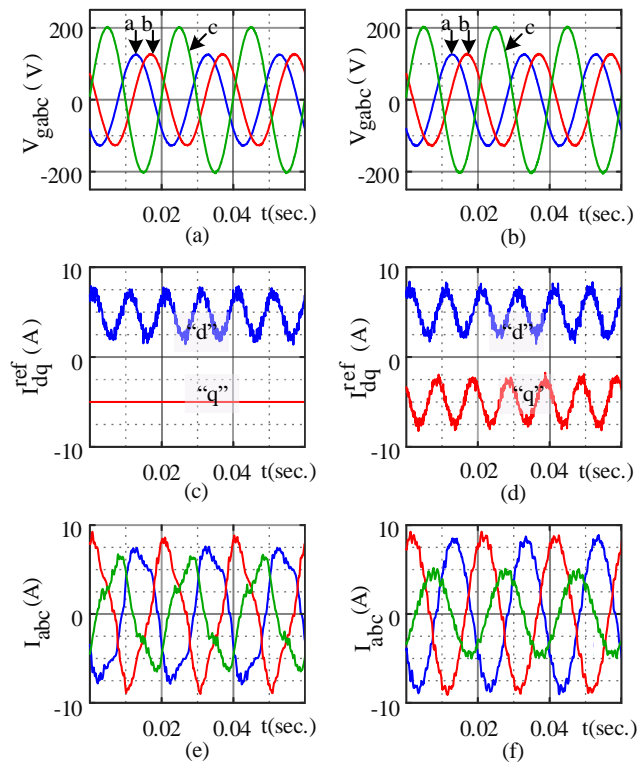 a b c
V_gabc (V)
200
0
-200
0.02 0.04 t(sec.)
(a)
a b c
V_gabc (V)
200
0
-200
0.02 0.04 t(sec.)
(b)
I_dq^ref (A)
10
0
-10
“d”
“q”
0.02 0.04 t(sec.)
(c)
I_dq^ref (A)
10
0
-10
“d”
“q”
0.02 0.04 t(sec.)
(d)
I_abc (A)
10
0
-10
0.02 0.04 t(sec.)
(e)
I_abc (A)
10
0
-10
0.02 0.04 t(sec.)
(f)